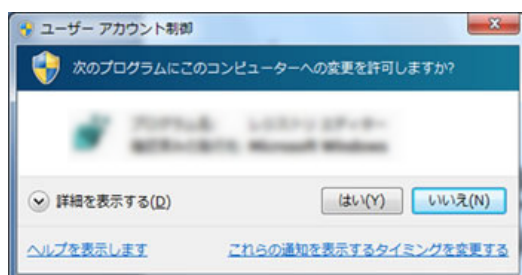 ユーザー アカウント制御
次のプログラムにこのコンピューターへの変更を許可しますか?
詳細を表示する(D)
はい(Y)
いいえ(N)
ヘルプを表示します
これらの通知を表示するタイミングを変更する